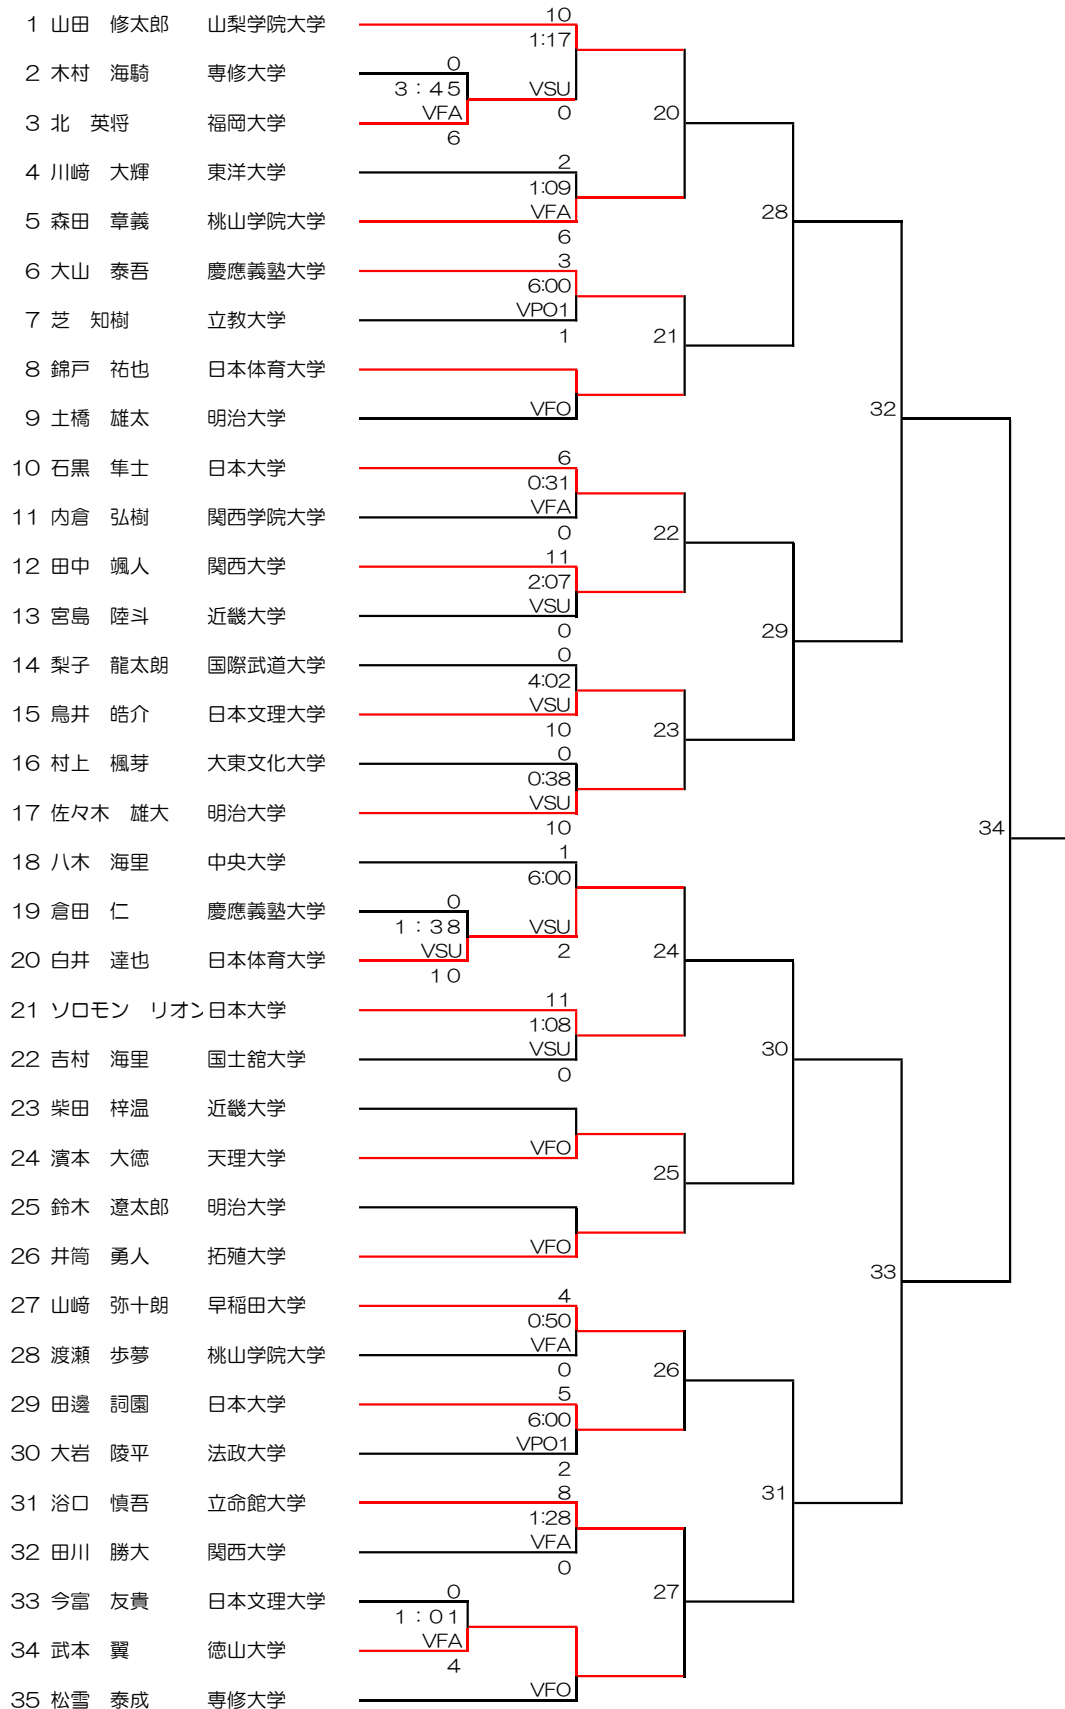 1 山田　修太郎 山梨学院大学 10
1:17
2 木村　海騎 専修大学 0
3：45 VSU
VFA 0 20
3 北　英将 福岡大学
6
4 川﨑　大輝 東洋大学 2
1:09
VFA
5 森田　章義 桃山学院大学 28
6
6 大山　泰吾 慶應義塾大学 3
6:00
VPO1
7 芝　知樹 立教大学
1 21
8 錦戸　祐也 日本体育大学
VFO 32
9 土橋　雄太 明治大学
10 石黒　隼士 日本大学 6
0:31
VFA
11 内倉　弘樹 関西学院大学
0 22
12 田中　颯人 関西大学 11
2:07
VSU
13 宮島　陸斗 近畿大学
0 29
14 梨子　龍太朗 国際武道大学 0
4:02
VSU
15 鳥井　皓介 日本文理大学
10 23
16 村上　楓芽 大東文化大学 0
0:38
VSU
17 佐々木　雄大 明治大学
10 34
18 八木　海里 中央大学 1
6:00
19 倉田　仁 慶應義塾大学 0
1：38 VSU
VSU 2 24
20 白井　達也 日本体育大学
10
21 ソロモン　リオン 日本大学 11
1:08
VSU 30
22 吉村　海里 国士舘大学
0
23 柴田　梓温 近畿大学
VFO
24 濱本　大徳 天理大学
25
25 鈴木　遼太郎 明治大学
VFO
26 井筒　勇人 拓殖大学
33
27 山﨑　弥十朗 早稲田大学 4
0:50
VFA
28 渡瀬　歩夢 桃山学院大学
0 26
29 田邊　詞園 日本大学 5
6:00
VPO1
30 大岩　陵平 法政大学
2
31 浴口　慎吾 立命館大学 8 31
1:28
VFA
32 田川　勝大 関西大学
0
33 今富　友貴 日本文理大学 0 27
1：01
VFA
34 武本　翼 徳山大学
4
VFO
35 松雪　泰成 専修大学